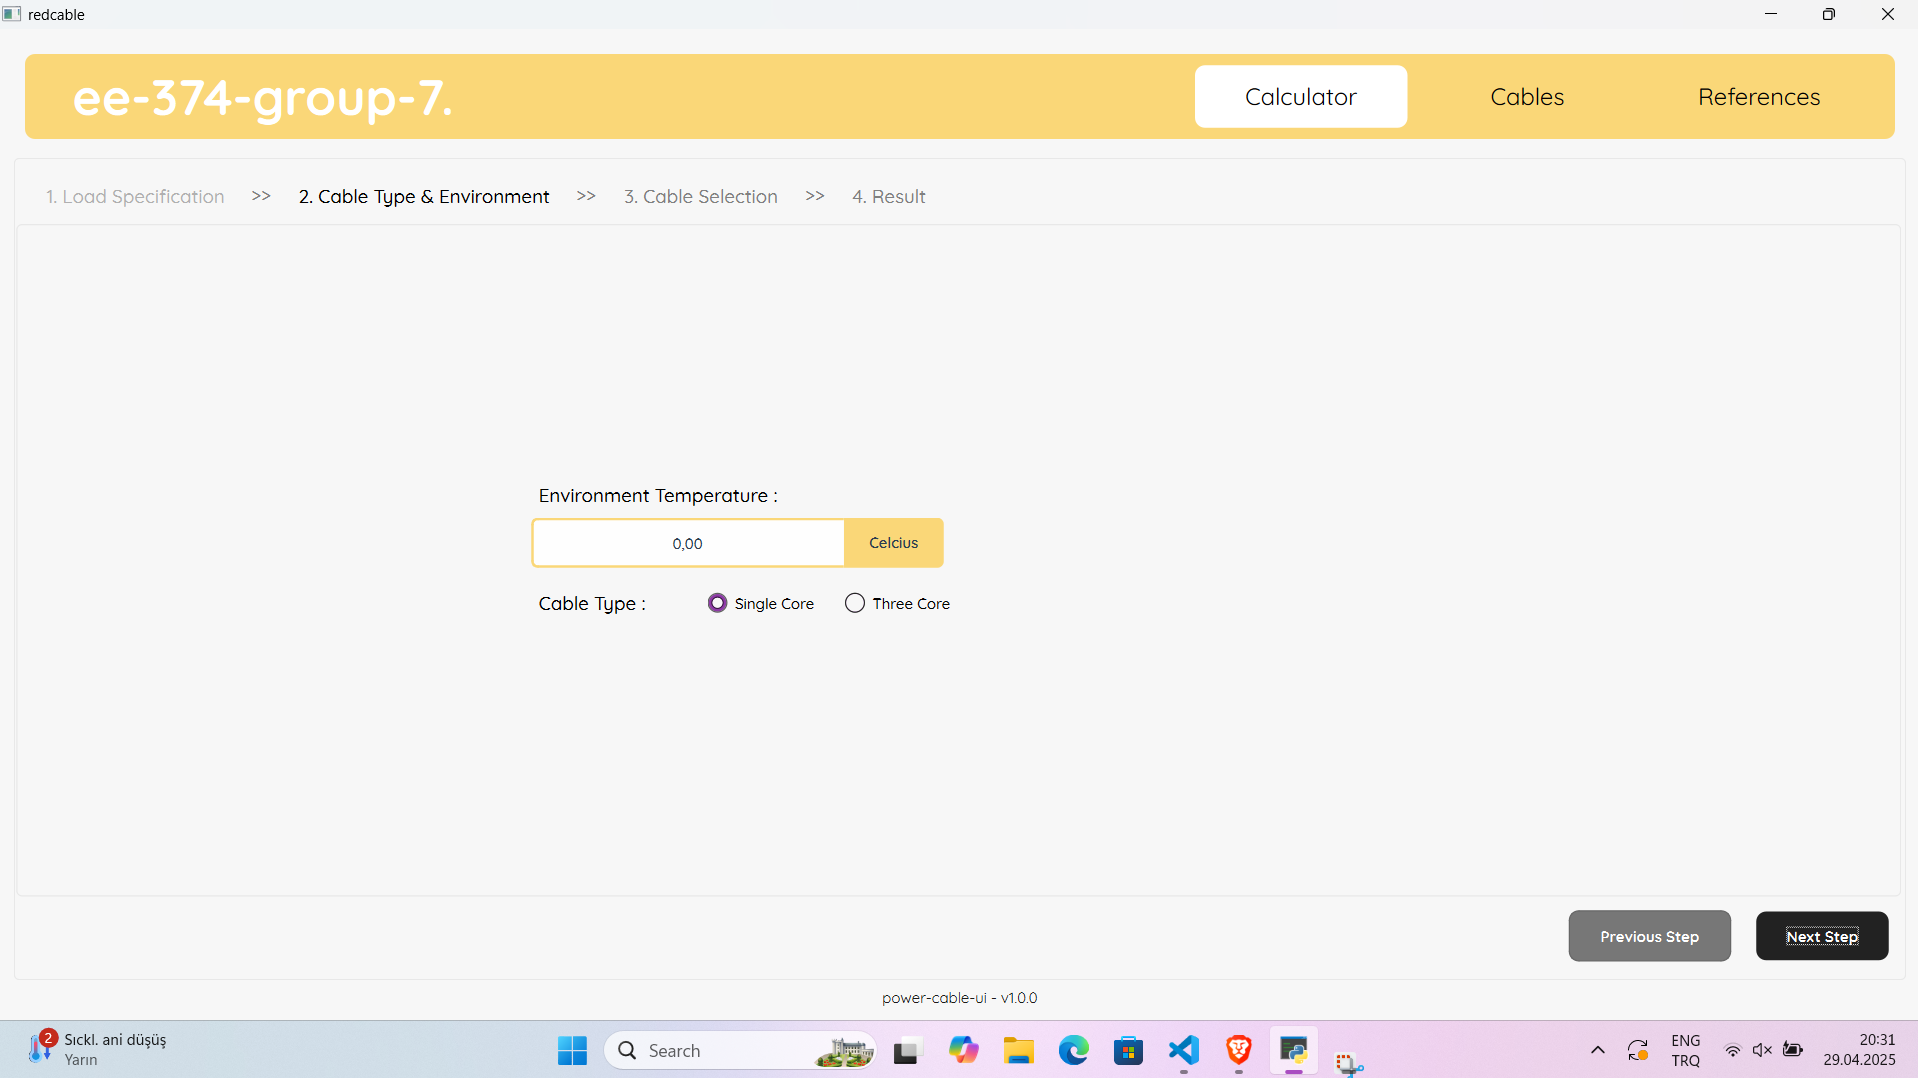 redcable
ee-374-group-7.
Calculator
Cables
References
1. Load Specification >> 2. Cable Type & Environment >> 3. Cable Selection >> 4. Result
Environment Temperature :
0,00
Celcius
Cable Type :
Single Core
Three Core
Previous Step
Next Step
power-cable-ui - v1.0.0
2
Sıckl. ani düşüş
Yarın
Search
ENG
TRQ
20:31
29.04.2025